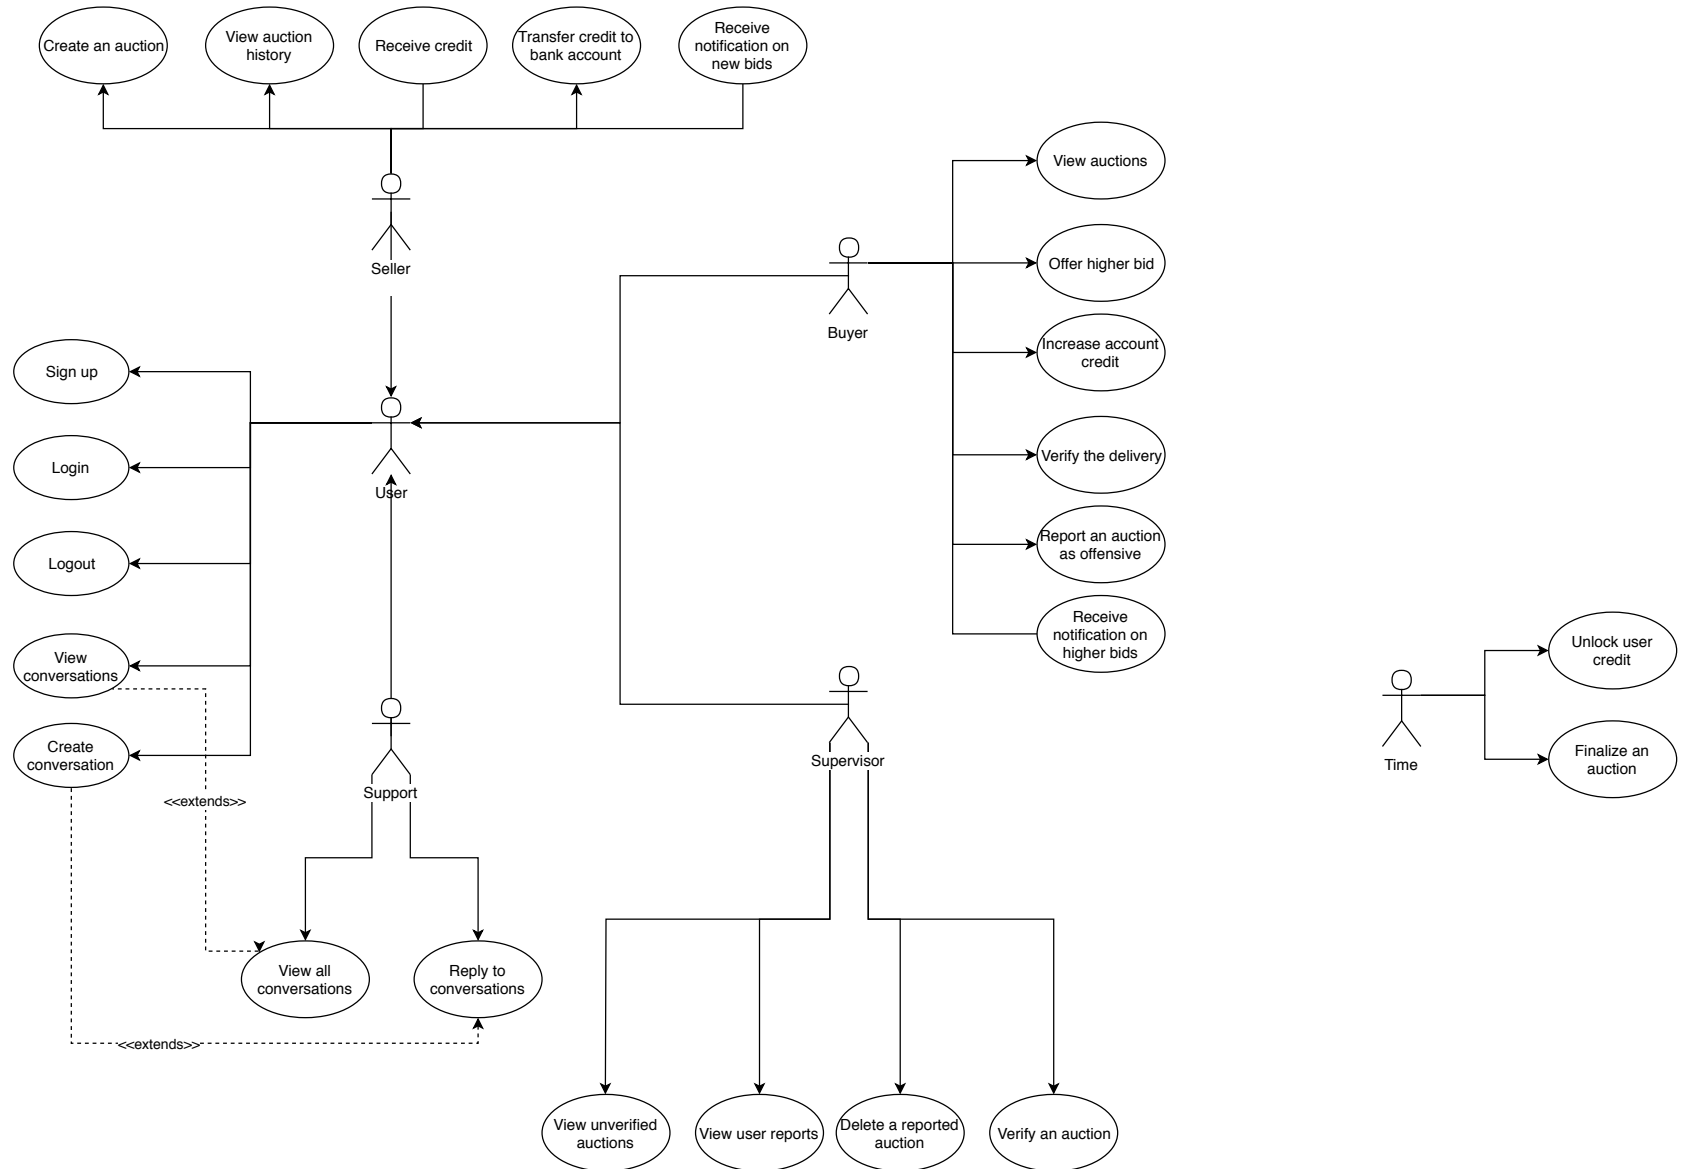 Create an auction
View auction
history
Receive credit
Transfer credit to
bank account
Receive
notification on
new bids
Seller
View auctions
Offer higher bid
Buyer
Increase account
credit
Sign up
Login
User
Verify the delivery
Logout
Report an auction
as offensive
Receive
notification on
higher bids
View
conversations
Unlock user
credit
Create
conversation
<<extends>>
Support
Supervisor
Time
Finalize an
auction
View all
conversations
Reply to
conversations
<<extends>>
View unverified
auctions
View user reports
Delete a reported
auction
Verify an auction